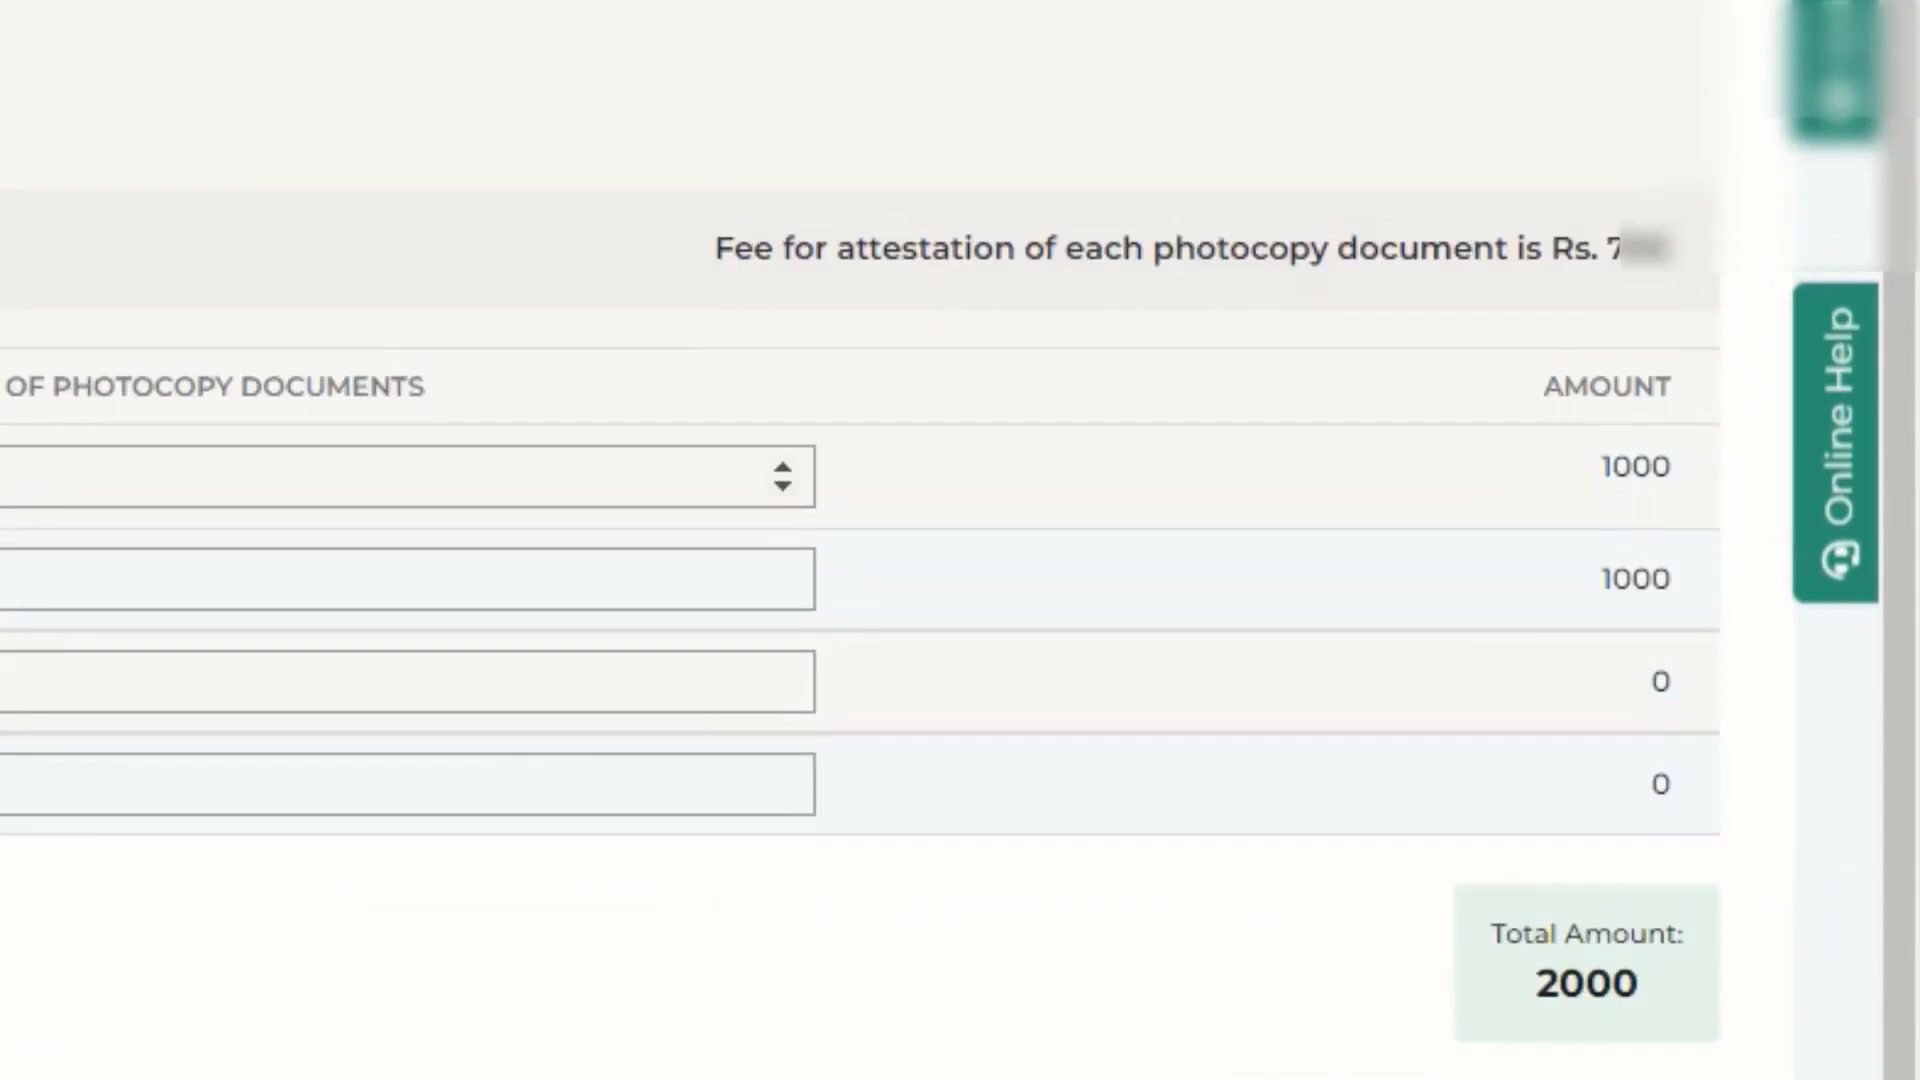 Fee for attestation of each photocopy document is Rs.
OF PHOTOCOPY DOCUMENTS
AMOUNT
1000
1000
0
0
Total Amount:
2000
Online Help